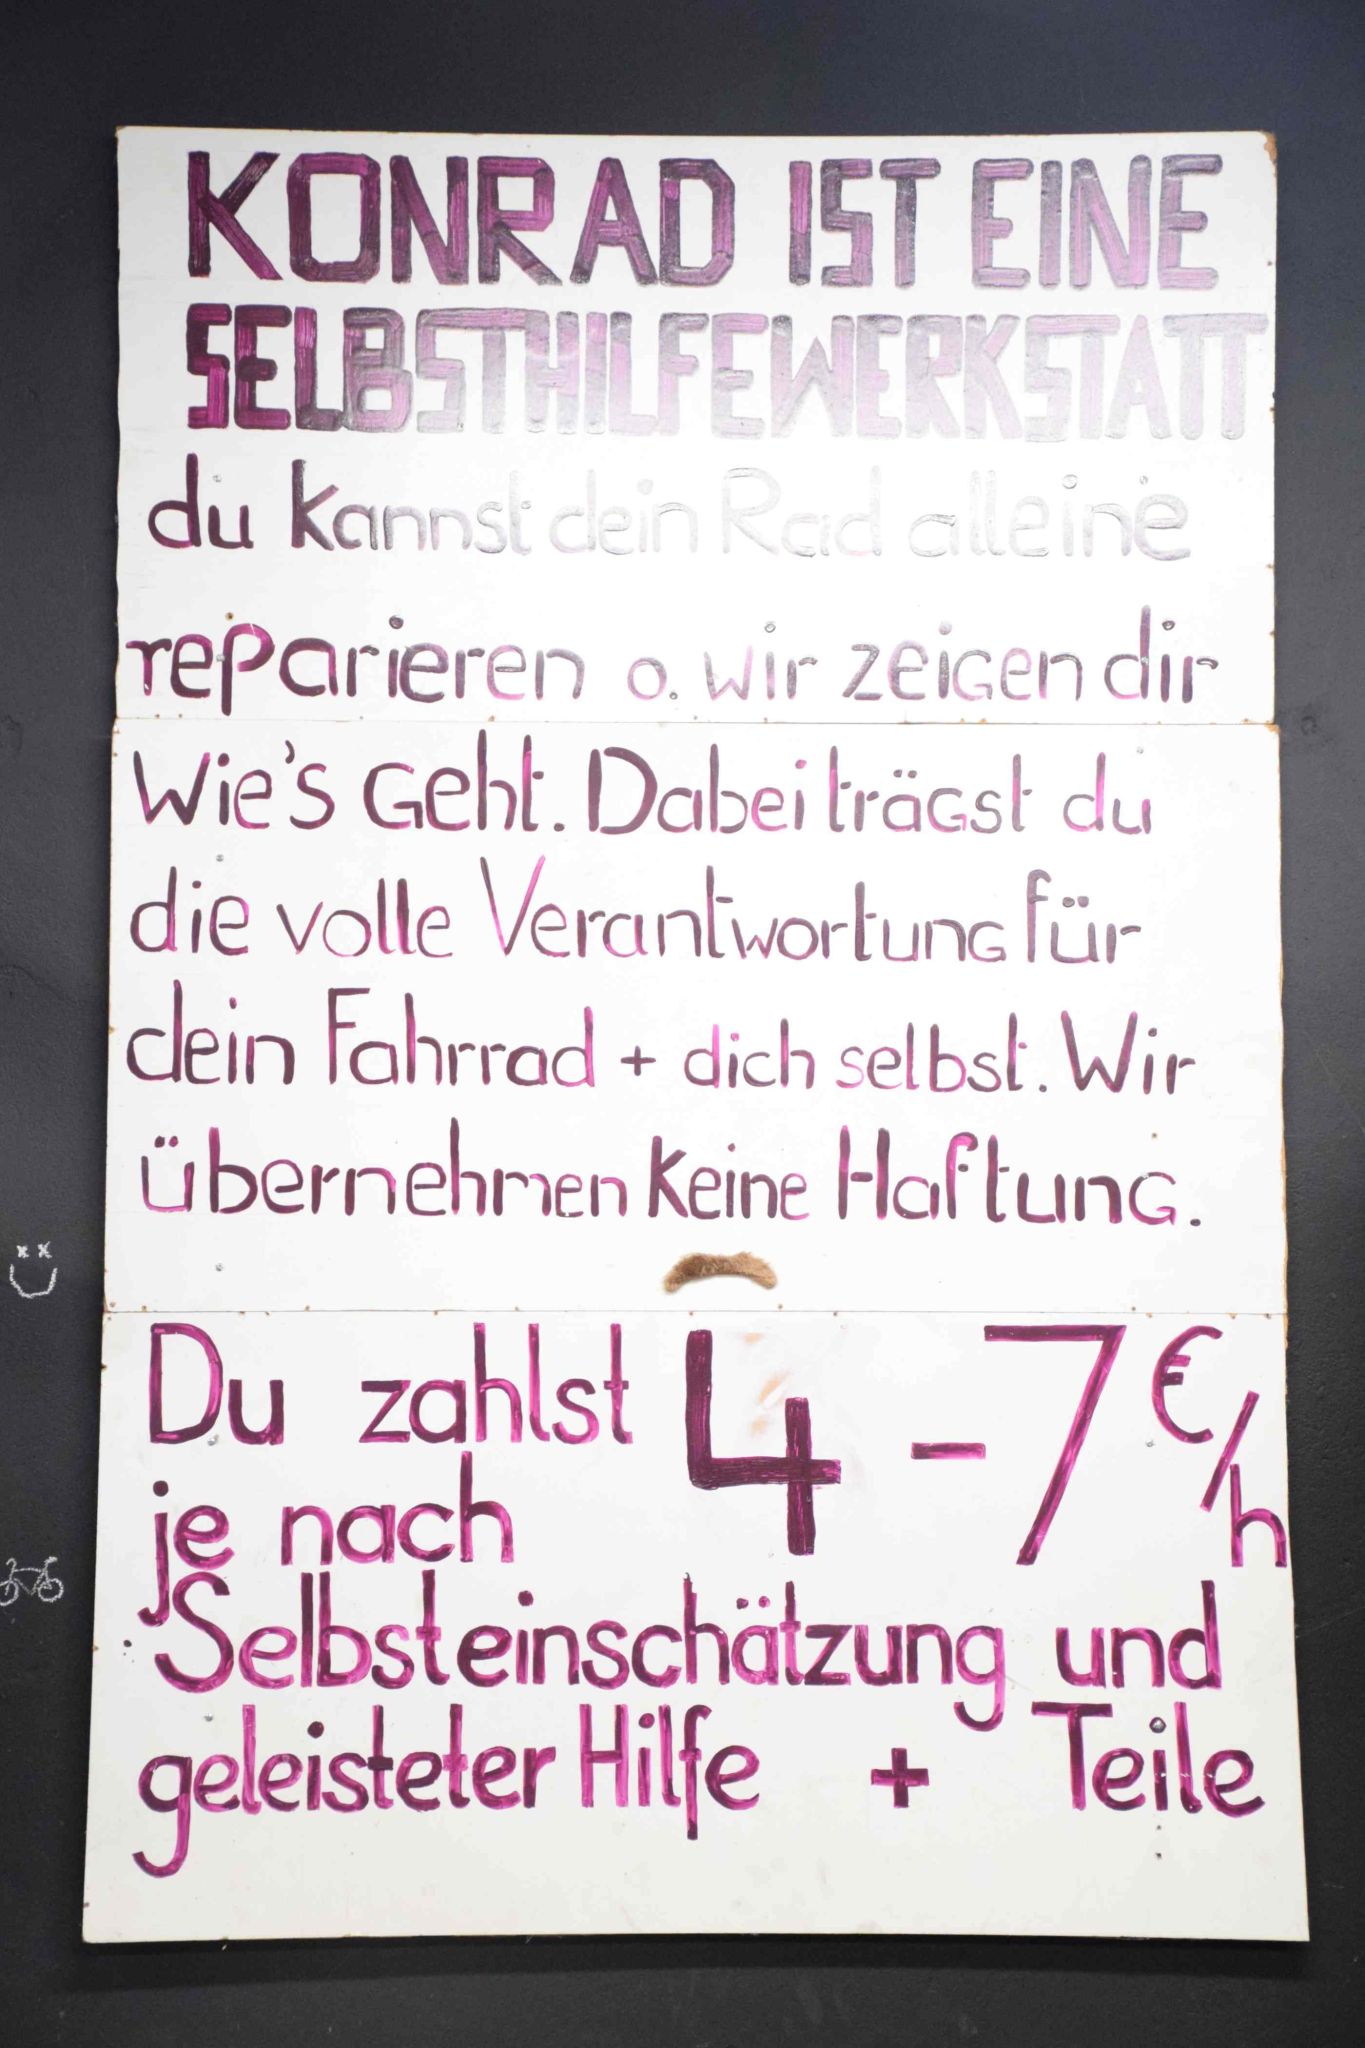 KONRAD IST EINE
SELBSTHILFEWERKSTATT
du kannst dein Rad alleine
reparieren o. wir zeigen dir
Wie's Geht. Dabei trägst du
die volle Verantwortung für
dein Fahrrad + dich selbst. Wir
übernehmen keine Haftung.
Du zahlst 4-7€/h
je nach
Selbsteinschätzung und
geleisteter Hilfe + Teile